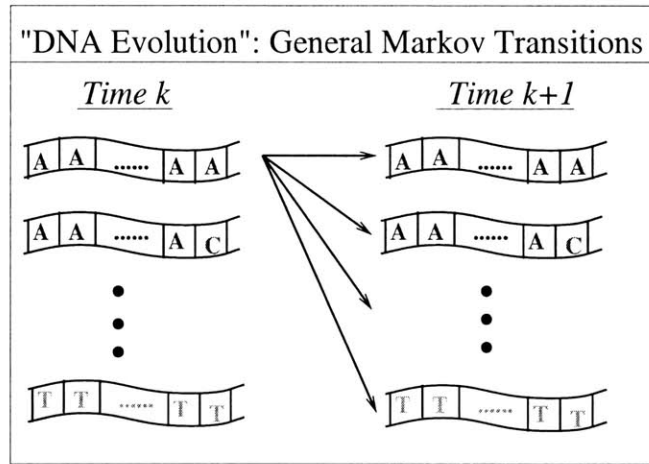 "DNA Evolution": General Markov Transitions
Time k Time k+1
A A ...... A A A A ...... A A
A A ...... A C A A ...... A C
T T ...... T T T T ...... T T